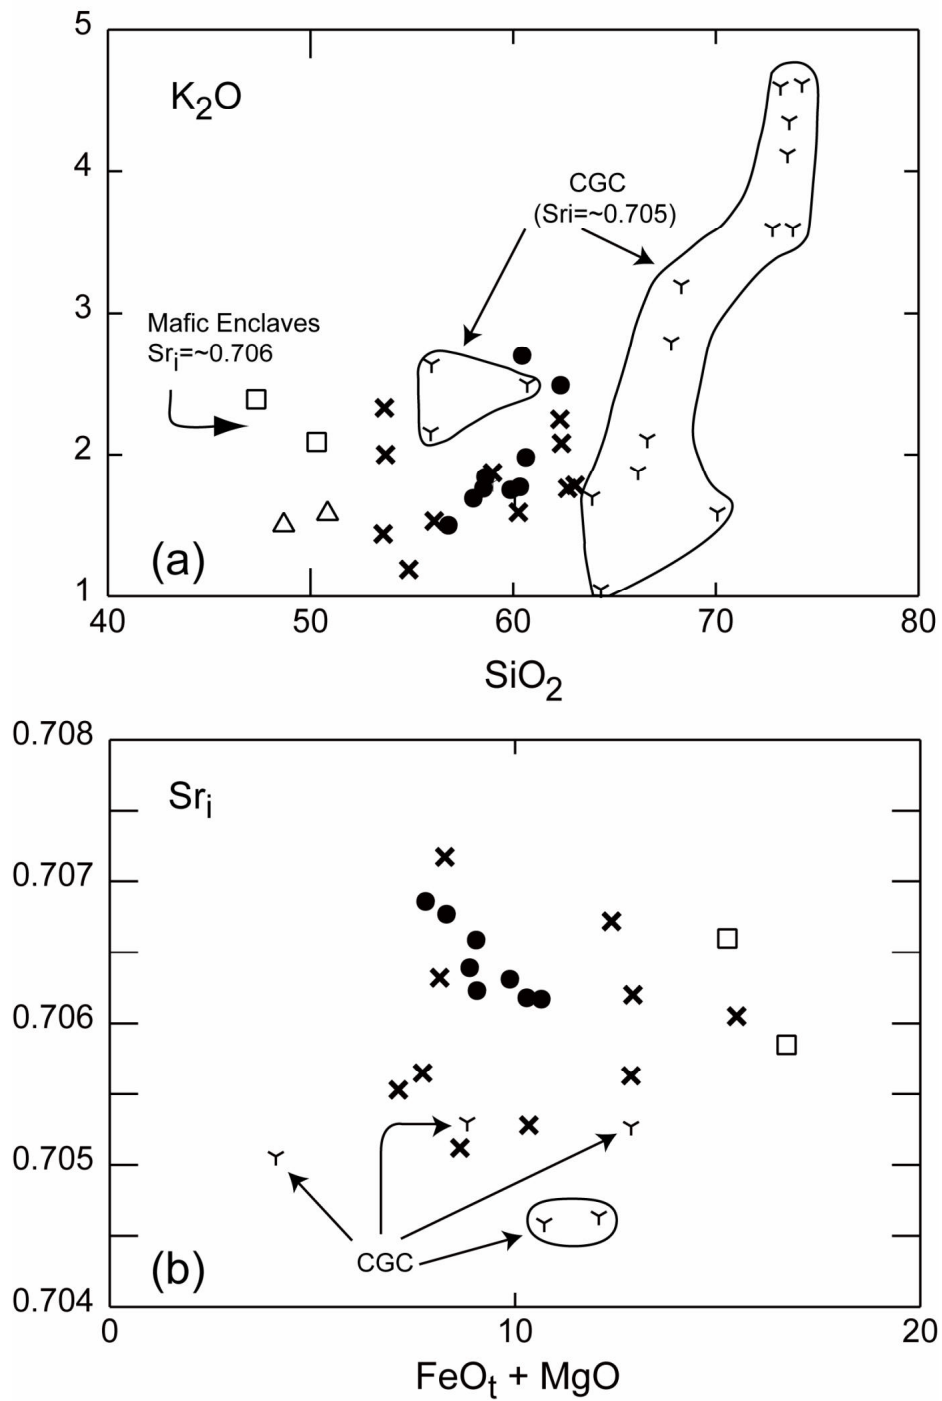 5
K2O
4
CGC
(Sri=~0.705)
3
Mafic Enclaves
Sri=~0.706
2
(a)
1
40 50 60 70 80
SiO2
0.708
Sri
0.707
0.706
0.705
CGC
(b)
0.704
0 10 20
FeOt + MgO